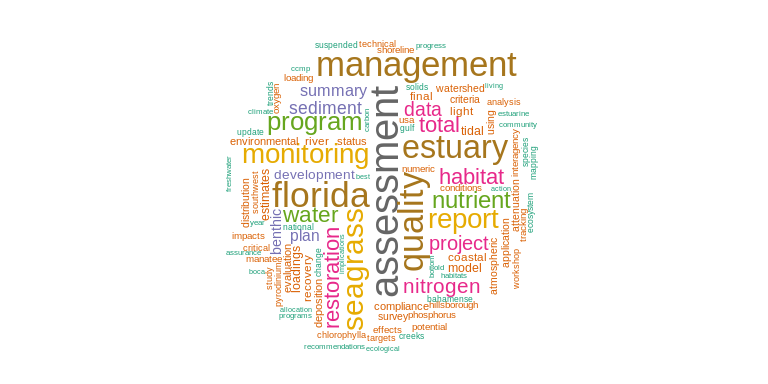 suspended
technical
shoreline
progress
management
ccmp
loading
trends
oxygen
summary
solids
watershed
living
final
criteria
analysis
sediment
climate
program
carbon
data
light
usa
gulf
total
tidal
using
estuarine
community
update
environmental
river
status
monitoring
assessment
estuary
interagency
species
mapping
freshwater
distribution
southwest
estimates
development
best
numeric
habitat
conditions
action
attenuation
florida
quality
nutrient
ecosystem
year
national
water
report
tracking
impacts
benthic
plan
critical
manatee
assurance
boca
study
pyrodinium
evaluation
loadings
recovery
change
deposition
restoration
implications
seagrass
project
coastal
model
bottom
habitats
atmospheric
application
workshop
nitrogen
bahamense
allocation
programs
compliance
hillsborough
survey
phosphorus
potential
effects
targets
creeks
chlorophylla
recommendations
ecological